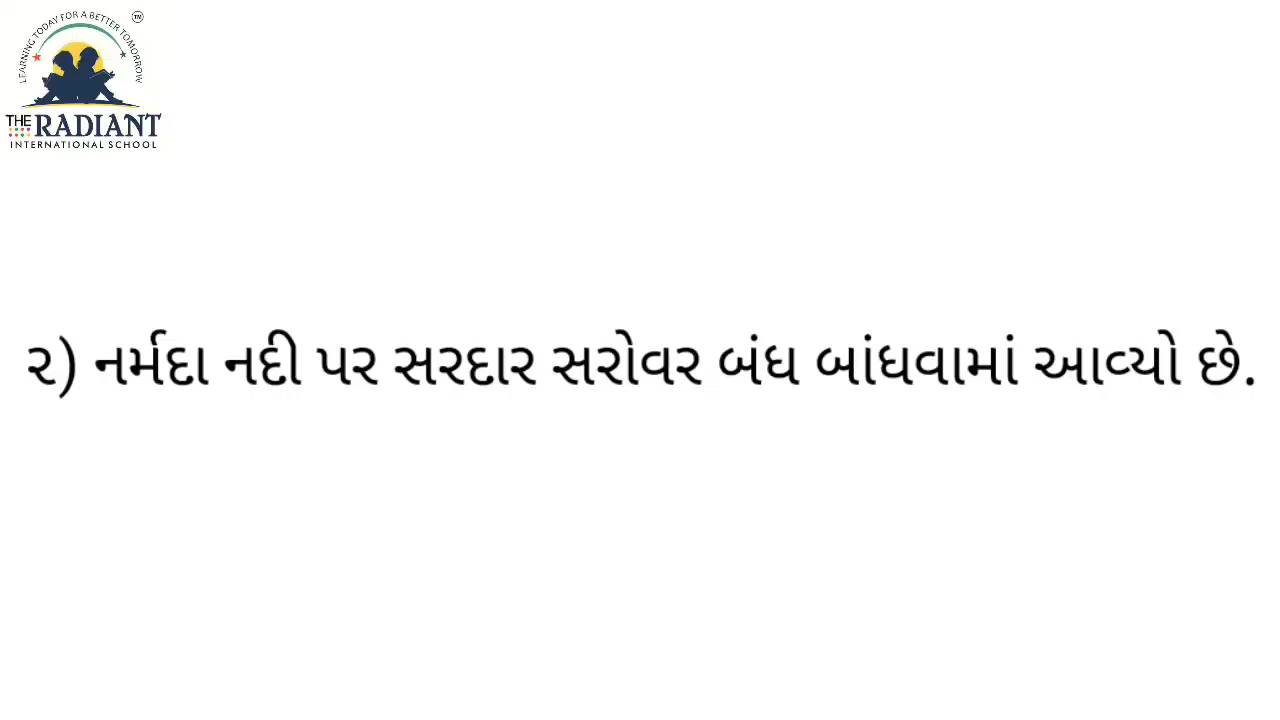 LEARNING TODAY FOR A BETTER TOMORROW
TM
THE RADIANT
INTERNATIONAL SCHOOL
૨) નર્મદા નદી પર સરદાર સરોવર બંધ બાંધવામાં આવ્યો છે.